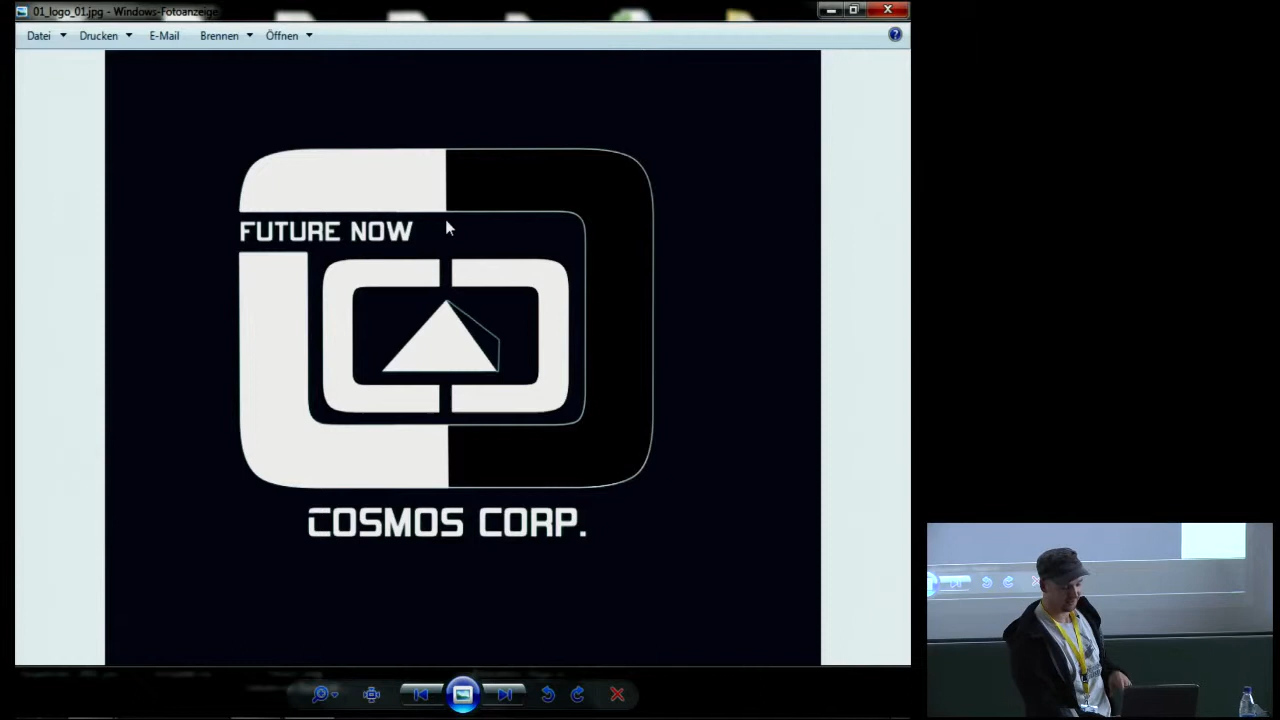 01_logo_01.jpg - Windows-Fotoanzeige
Datei Drucken E-Mail Brennen Öffnen
FUTURE NOW
COSMOS CORP.